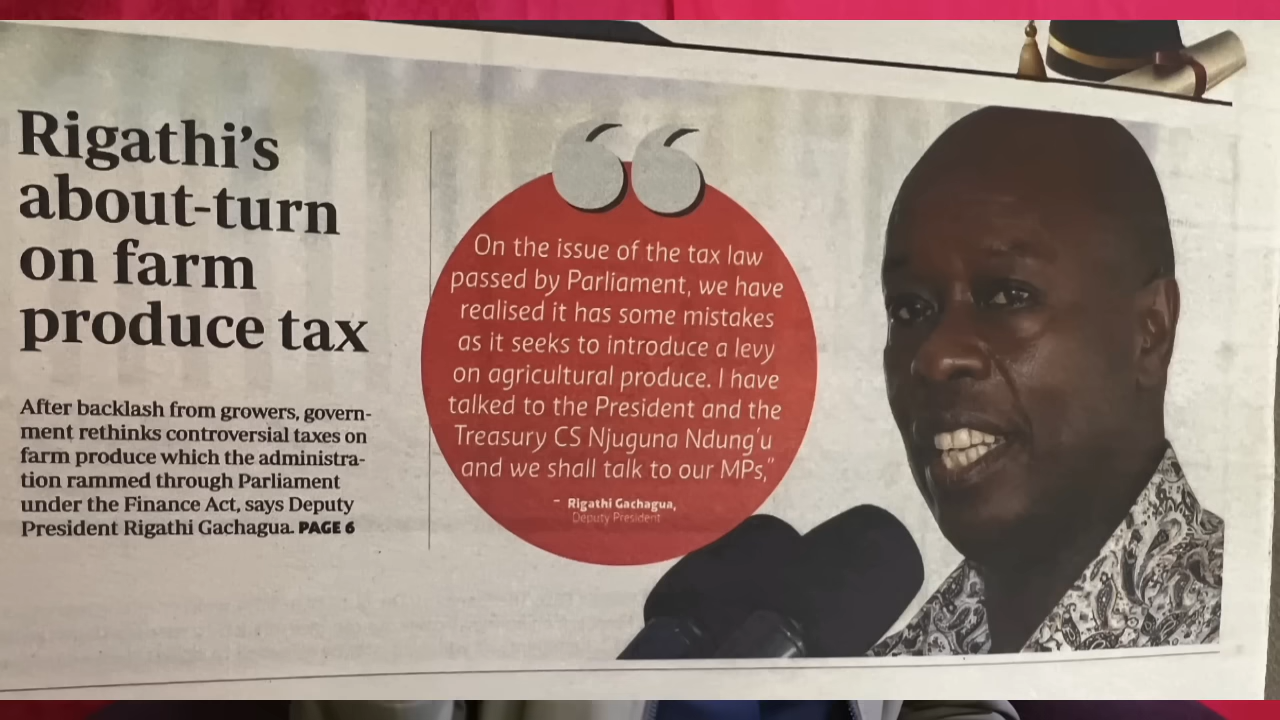 Rigathi's
about-turn
on farm
produce tax
After backlash from growers, govern-
ment rethinks controversial taxes on
farm produce which the administra-
tion rammed through Parliament
under the Finance Act, says Deputy
President Rigathi Gachagua. PAGE 6
“
On the issue of the tax law
passed by Parliament, we have
realised it has some mistakes
as it seeks to introduce a levy
on agricultural produce. I have
talked to the President and the
Treasury CS Njuguna Ndung'u
and we shall talk to our MPs,”
– Rigathi Gachagua,
Deputy President